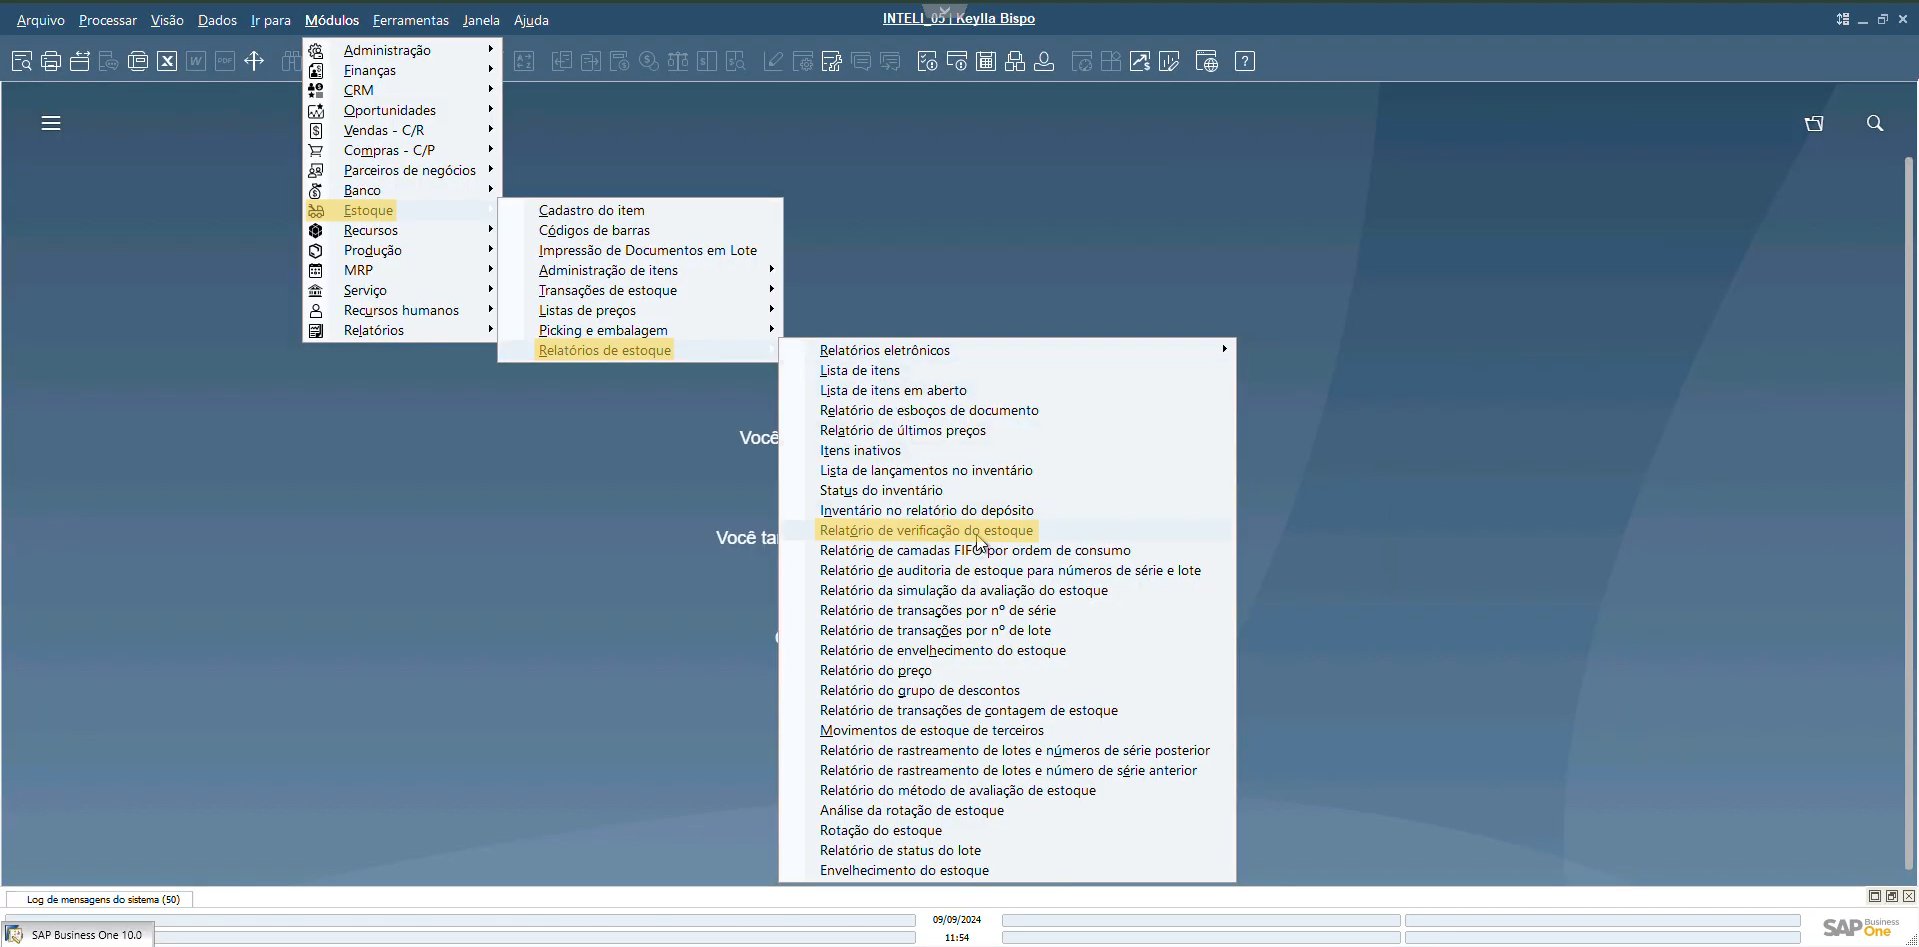 Arquivo Processar Visão Dados Ir para Módulos Ferramentas Janela Ajuda
INTELI_05 | Keylla Bispo
Administração
Finanças
CRM
Oportunidades
Vendas - C/R
Compras - C/P
Parceiros de negócios
Banco
Estoque
Recursos
Produção
MRP
Serviço
Recursos humanos
Relatórios
Cadastro do item
Códigos de barras
Impressão de Documentos em Lote
Administração de itens
Transações de estoque
Listas de preços
Picking e embalagem
Relatórios de estoque
Relatórios eletrônicos
Lista de itens
Lista de itens em aberto
Relatório de esboços de documento
Relatório de últimos preços
Itens inativos
Lista de lançamentos no inventário
Status do inventário
Inventário no relatório do depósito
Relatório de verificação do estoque
Relatório de camadas FIFO por ordem de consumo
Relatório de auditoria de estoque para números de série e lote
Relatório da simulação da avaliação do estoque
Relatório de transações por nº de série
Relatório de transações por nº de lote
Relatório de envelhecimento do estoque
Relatório do preço
Relatório do grupo de descontos
Relatório de transações de contagem de estoque
Movimentos de estoque de terceiros
Relatório de rastreamento de lotes e números de série posterior
Relatório de rastreamento de lotes e número de série anterior
Relatório do método de avaliação de estoque
Análise da rotação de estoque
Rotação do estoque
Relatório de status do lote
Envelhecimento do estoque
Você
Você ta
Log de mensagens do sistema (50)
09/09/2024
11:54
SAP Business One 10.0
SAP Business One